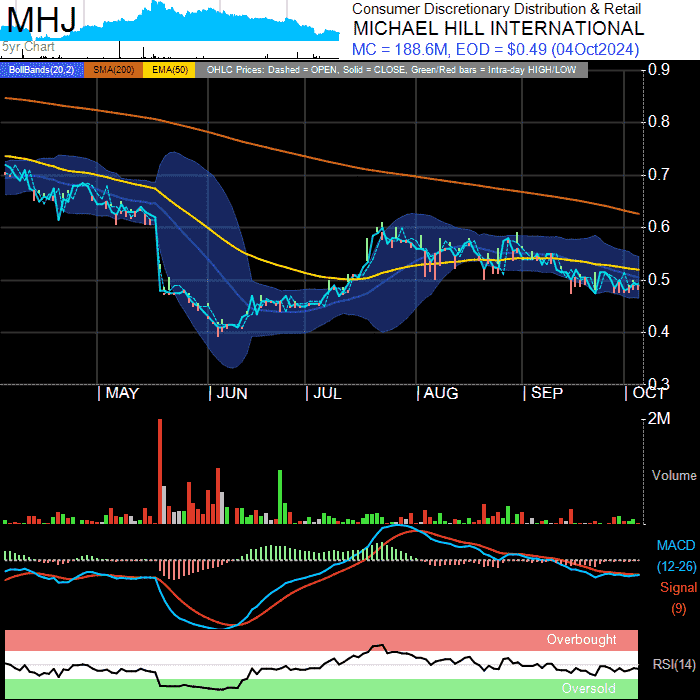 MHJ
5yr Chart
Consumer Discretionary Distribution & Retail
MICHAEL HILL INTERNATIONAL
MC = 188.6M, EOD = $0.49 (04Oct2024)
BollBands(20,2) SMA(200) EMA(50) OHLC Prices: Dashed = OPEN, Solid = CLOSE, Green/Red bars = Intra-day HIGH/LOW
0.9
0.8
0.7
0.6
0.5
0.4
0.3
MAY JUN JUL AUG SEP OCT
2M
Volume
MACD
(12-26)
Signal
(9)
Overbought
RSI(14)
Oversold